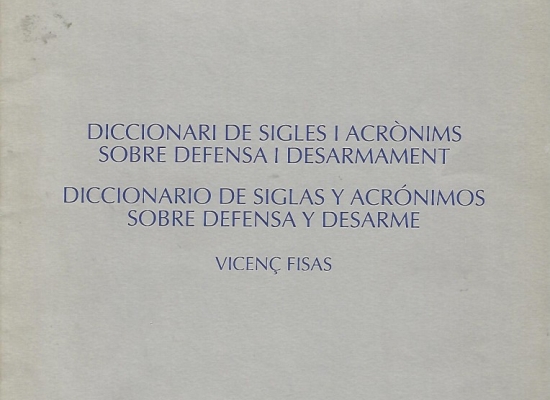 DICCIONARI DE SIGLES I ACRÒNIMS
SOBRE DEFENSA I DESARMAMENT
DICCIONARIO DE SIGLAS Y ACRÓNIMOS
SOBRE DEFENSA Y DESARME
VICENÇ FISAS